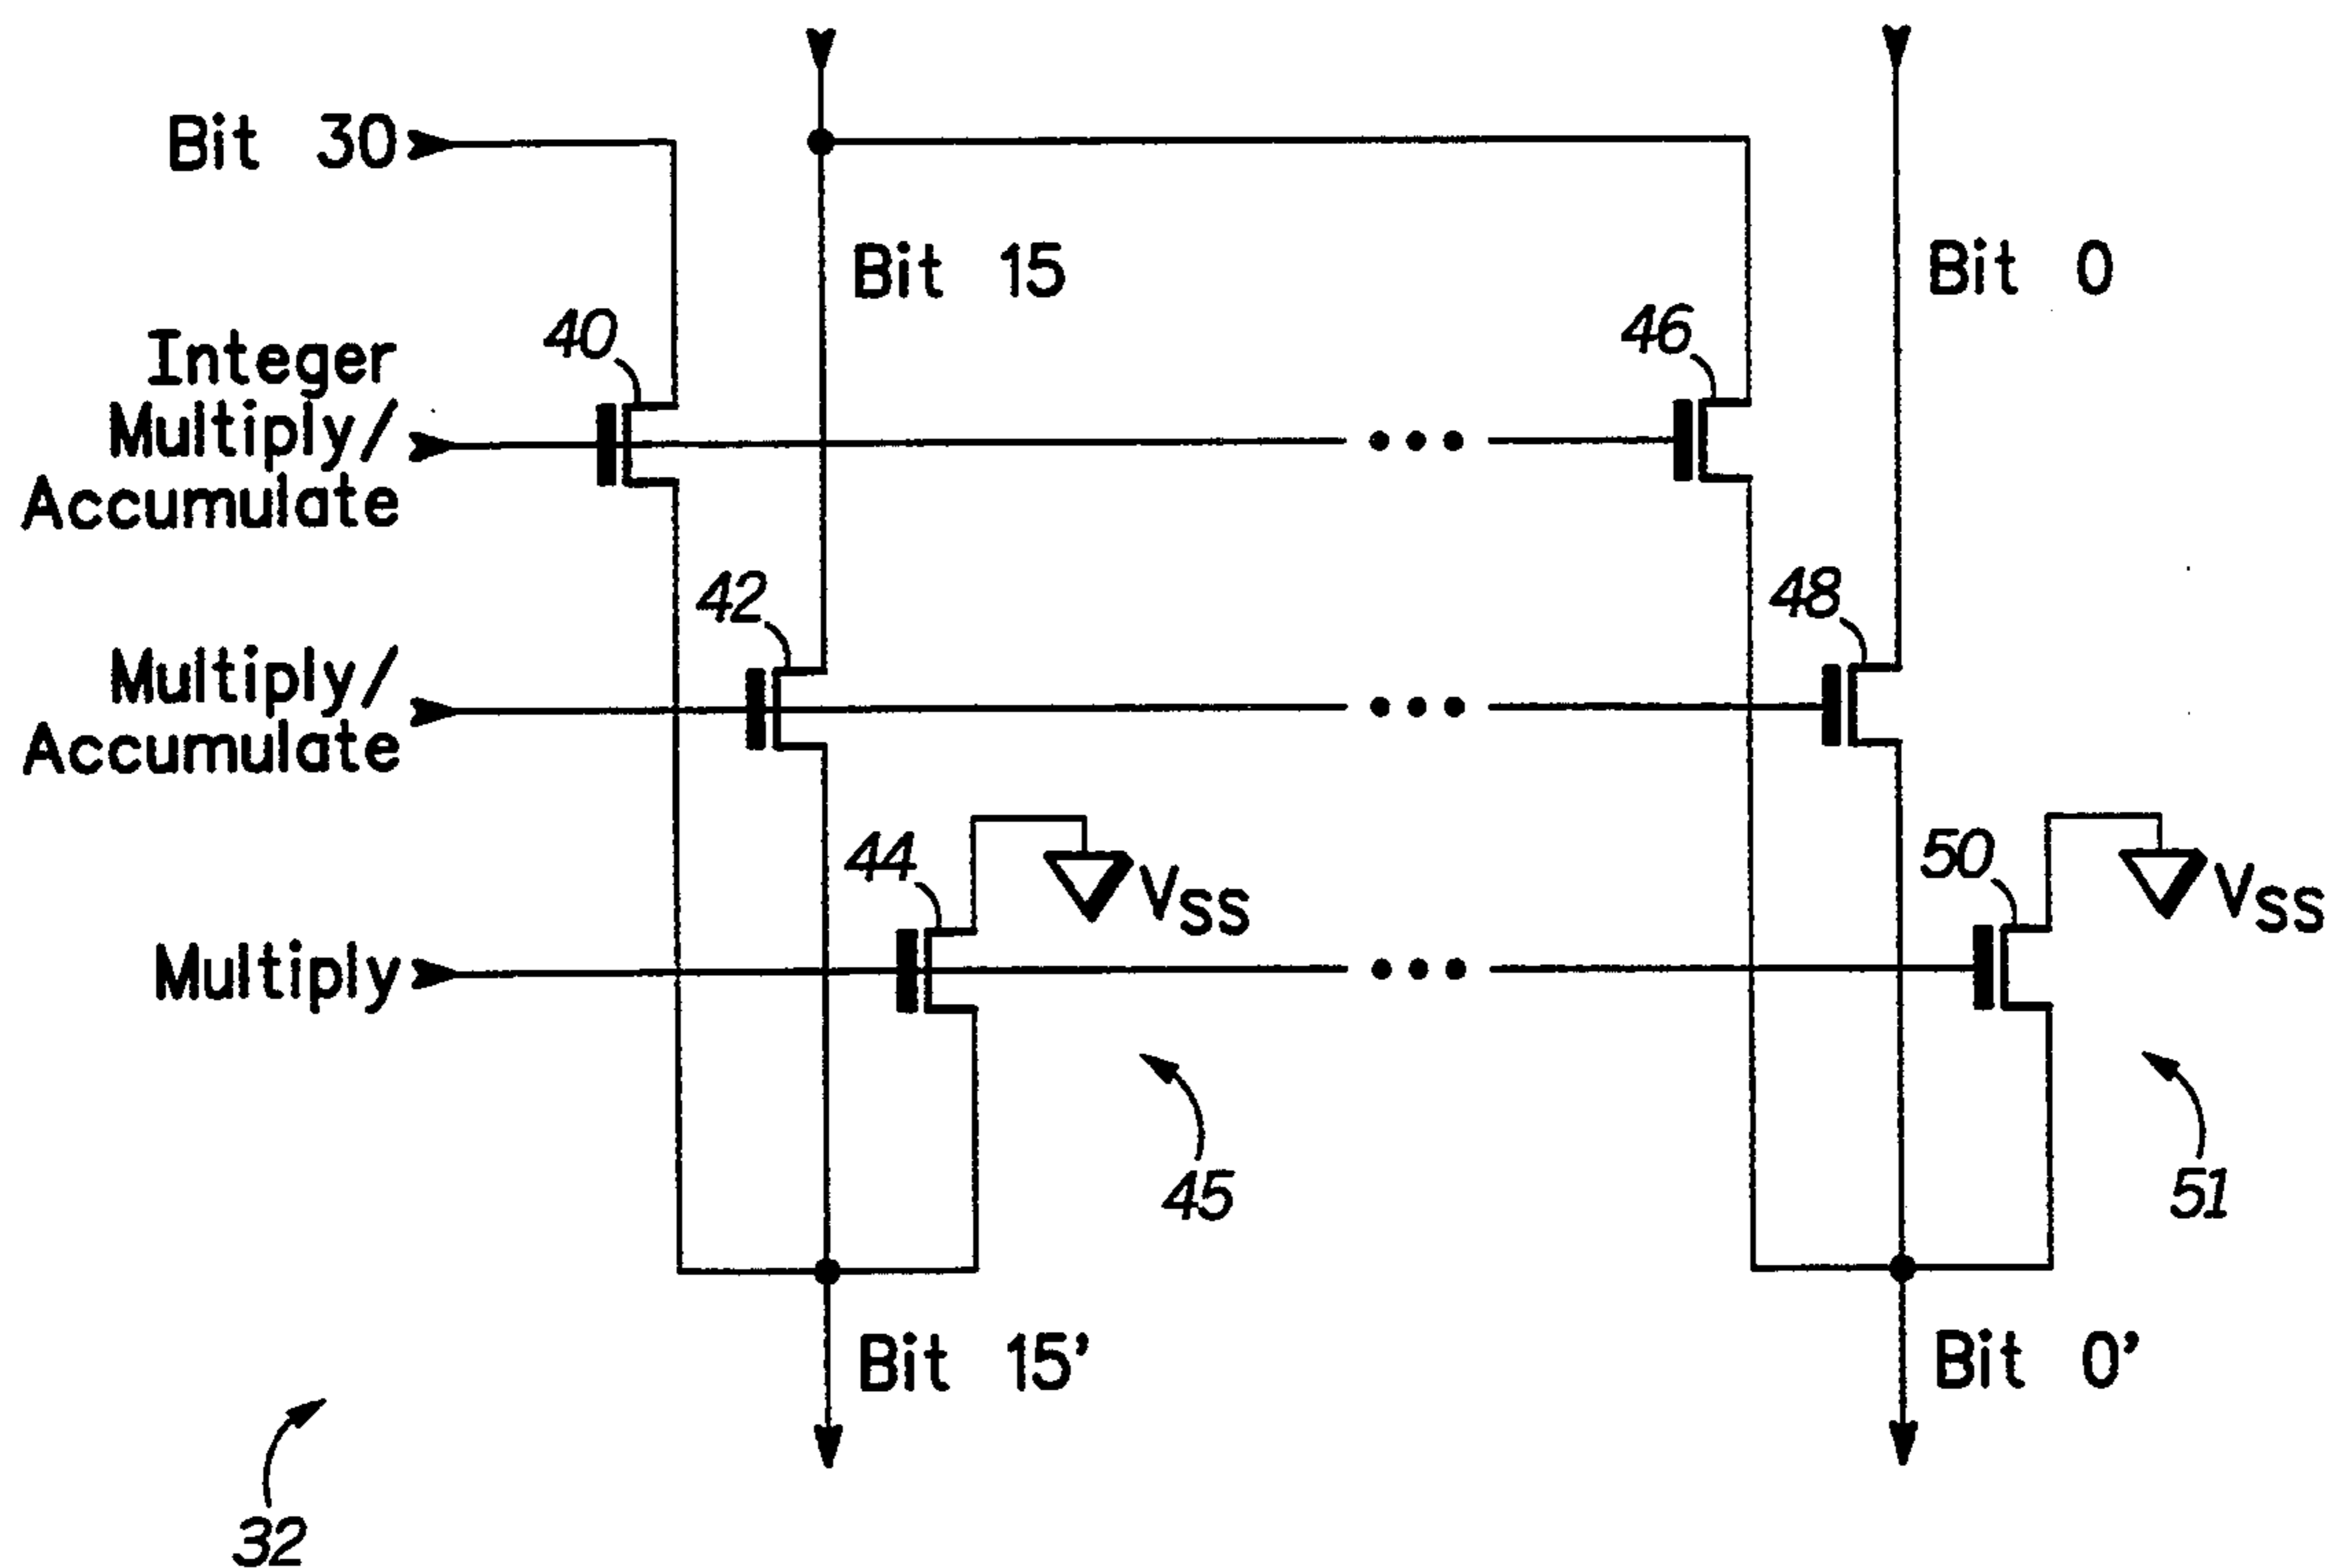 Bit 30
Bit 15
Bit 0
40
46
Integer
Multiply/
Accumulate
42
48
Multiply/
Accumulate
44
VSS
50
VSS
Multiply
45
51
Bit 15'
Bit 0'
32